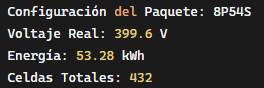 Configuración del Paquete: 8P54S
Voltaje Real: 399.6 V
Energía: 53.28 kWh
Celdas Totales: 432